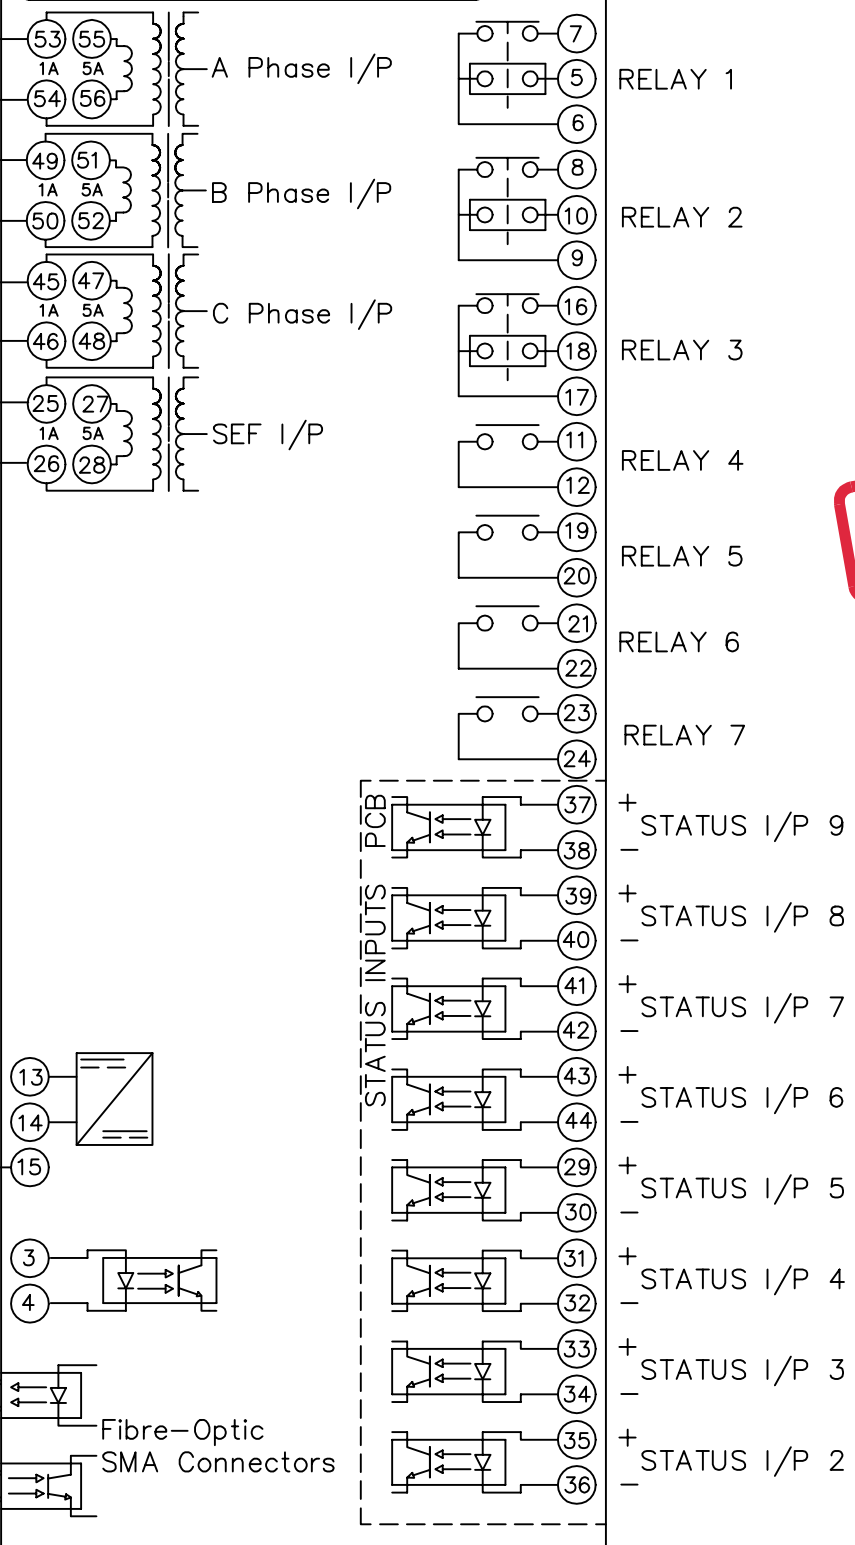 53 55
1A 5A
54 56
A Phase I/P
49 51
1A 5A
50 52
B Phase I/P
45 47
1A 5A
46 48
C Phase I/P
25 27
1A 5A
26 28
SEF I/P
13
14
15
3
4
Fibre-Optic
SMA Connectors
7
5
6
RELAY 1
8
10
9
RELAY 2
16
18
17
RELAY 3
11
12
RELAY 4
19
20
RELAY 5
21
22
RELAY 6
23
24
RELAY 7
STATUS INPUTS PCB
37 +
STATUS I/P 9
38 −
39 +
STATUS I/P 8
40 −
41 +
STATUS I/P 7
42 −
43 +
STATUS I/P 6
44 −
29 +
STATUS I/P 5
30 −
31 +
STATUS I/P 4
32 −
33 +
STATUS I/P 3
34 −
35 +
STATUS I/P 2
36 −